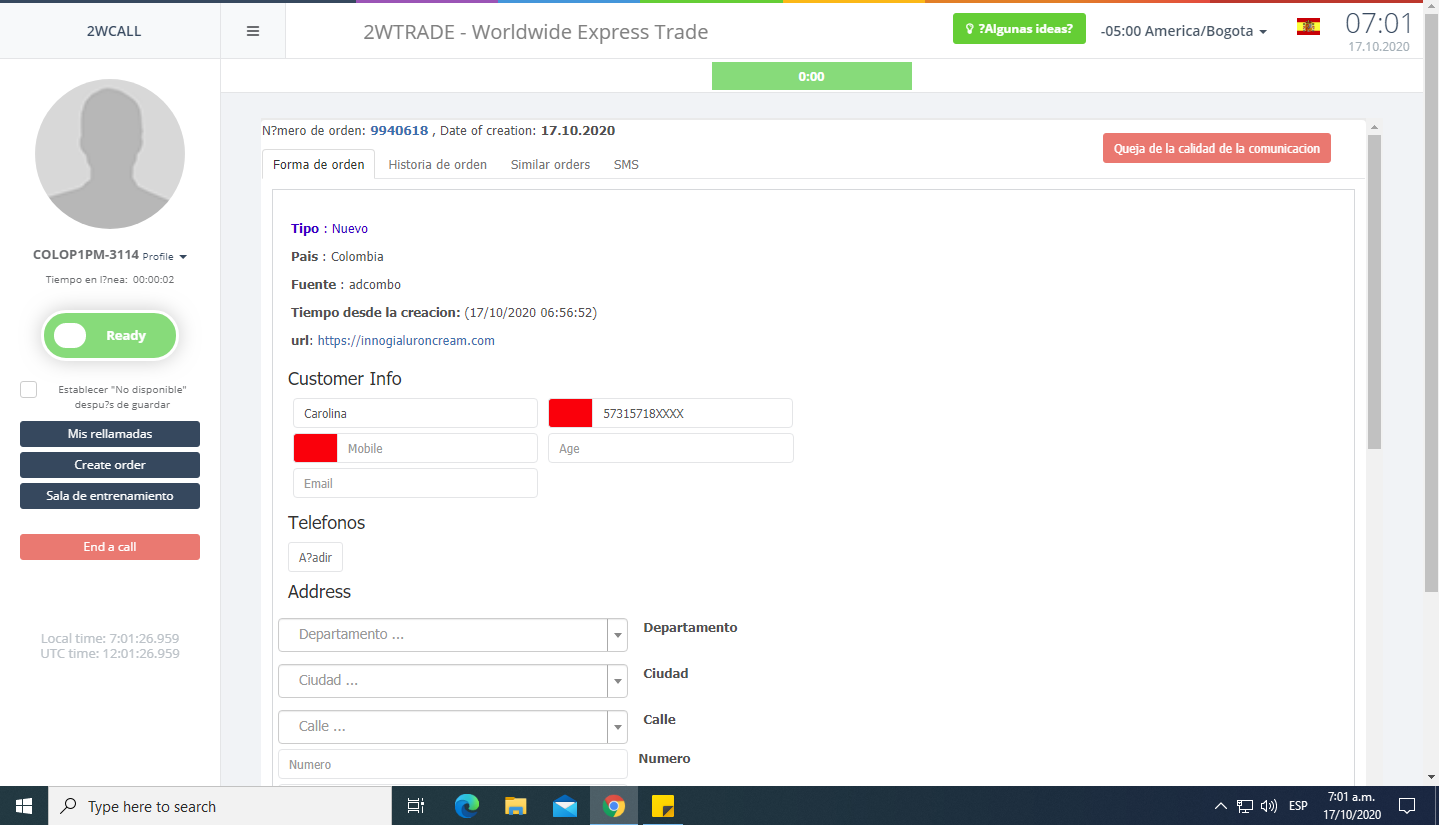 2WCALL
2WTRADE - Worldwide Express Trade
?Algunas ideas?
-05:00 America/Bogota
07:01
17.10.2020
0:00
N?mero de orden: 9940618 , Date of creation: 17.10.2020
Queja de la calidad de la comunicacion
Forma de orden
Historia de orden
Similar orders
SMS
Tipo : Nuevo
Pais : Colombia
Fuente : adcombo
Tiempo desde la creacion: (17/10/2020 06:56:52)
url: https://innogialuroncream.com
Customer Info
Carolina
57315718XXXX
Mobile
Age
Email
Telefonos
A?adir
Address
Departamento ...
Departamento
Ciudad ...
Ciudad
Calle ...
Calle
Numero
Numero
COLOP1PM-3114 Profile
Tiempo en l?nea: 00:00:02
Ready
Establecer "No disponible"
despu?s de guardar
Mis rellamadas
Create order
Sala de entrenamiento
End a call
Local time: 7:01:26.959
UTC time: 12:01:26.959
Type here to search
ESP
7:01 a.m.
17/10/2020